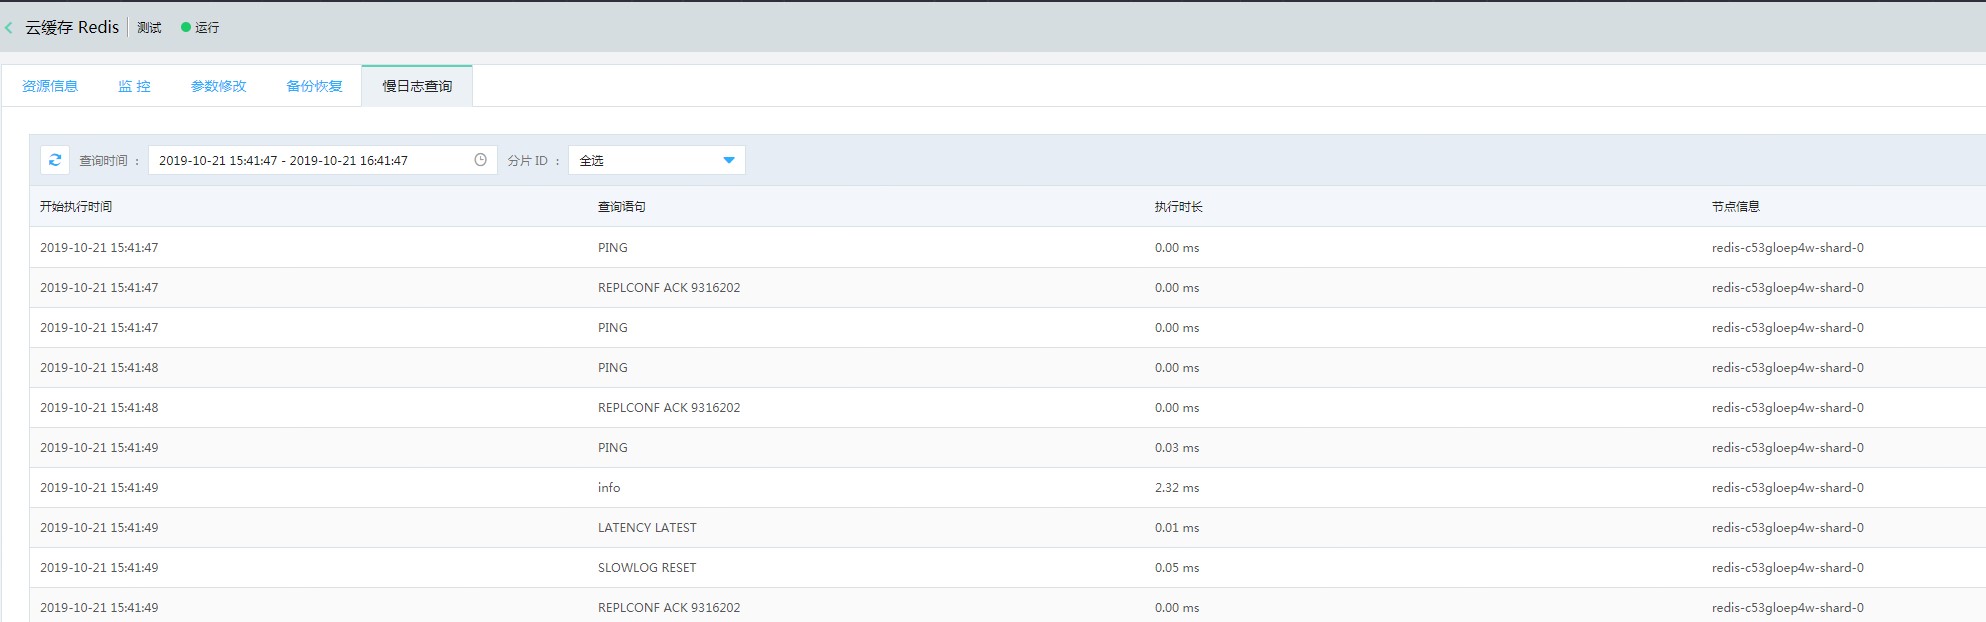 云缓存 Redis 测试 运行
资源信息 监 控 参数修改 备份恢复 慢日志查询
查询时间 : 2019-10-21 15:41:47 - 2019-10-21 16:41:47 分片 ID : 全选
开始执行时间 查询语句 执行时长 节点信息
2019-10-21 15:41:47 PING 0.00 ms redis-c53gloep4w-shard-0
2019-10-21 15:41:47 REPLCONF ACK 9316202 0.00 ms redis-c53gloep4w-shard-0
2019-10-21 15:41:47 PING 0.00 ms redis-c53gloep4w-shard-0
2019-10-21 15:41:48 PING 0.00 ms redis-c53gloep4w-shard-0
2019-10-21 15:41:48 REPLCONF ACK 9316202 0.00 ms redis-c53gloep4w-shard-0
2019-10-21 15:41:49 PING 0.03 ms redis-c53gloep4w-shard-0
2019-10-21 15:41:49 info 2.32 ms redis-c53gloep4w-shard-0
2019-10-21 15:41:49 LATENCY LATEST 0.01 ms redis-c53gloep4w-shard-0
2019-10-21 15:41:49 SLOWLOG RESET 0.05 ms redis-c53gloep4w-shard-0
2019-10-21 15:41:49 REPLCONF ACK 9316202 0.00 ms redis-c53gloep4w-shard-0